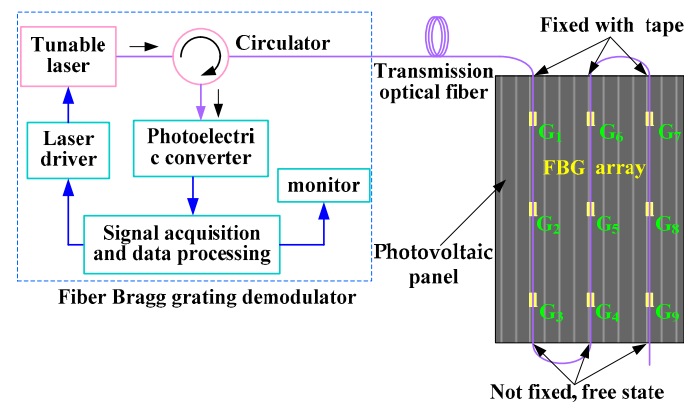 Tunable
laser
Circulator
Laser
driver
Photoelectri
c converter
monitor
Signal acquisition
and data processing
Fiber Bragg grating demodulator
Transmission
optical fiber
Fixed with tape
G₁
G₆
G₇
FBG array
G₂
G₅
G₈
Photovoltaic
panel
G₃
G₄
G₉
Not fixed, free state